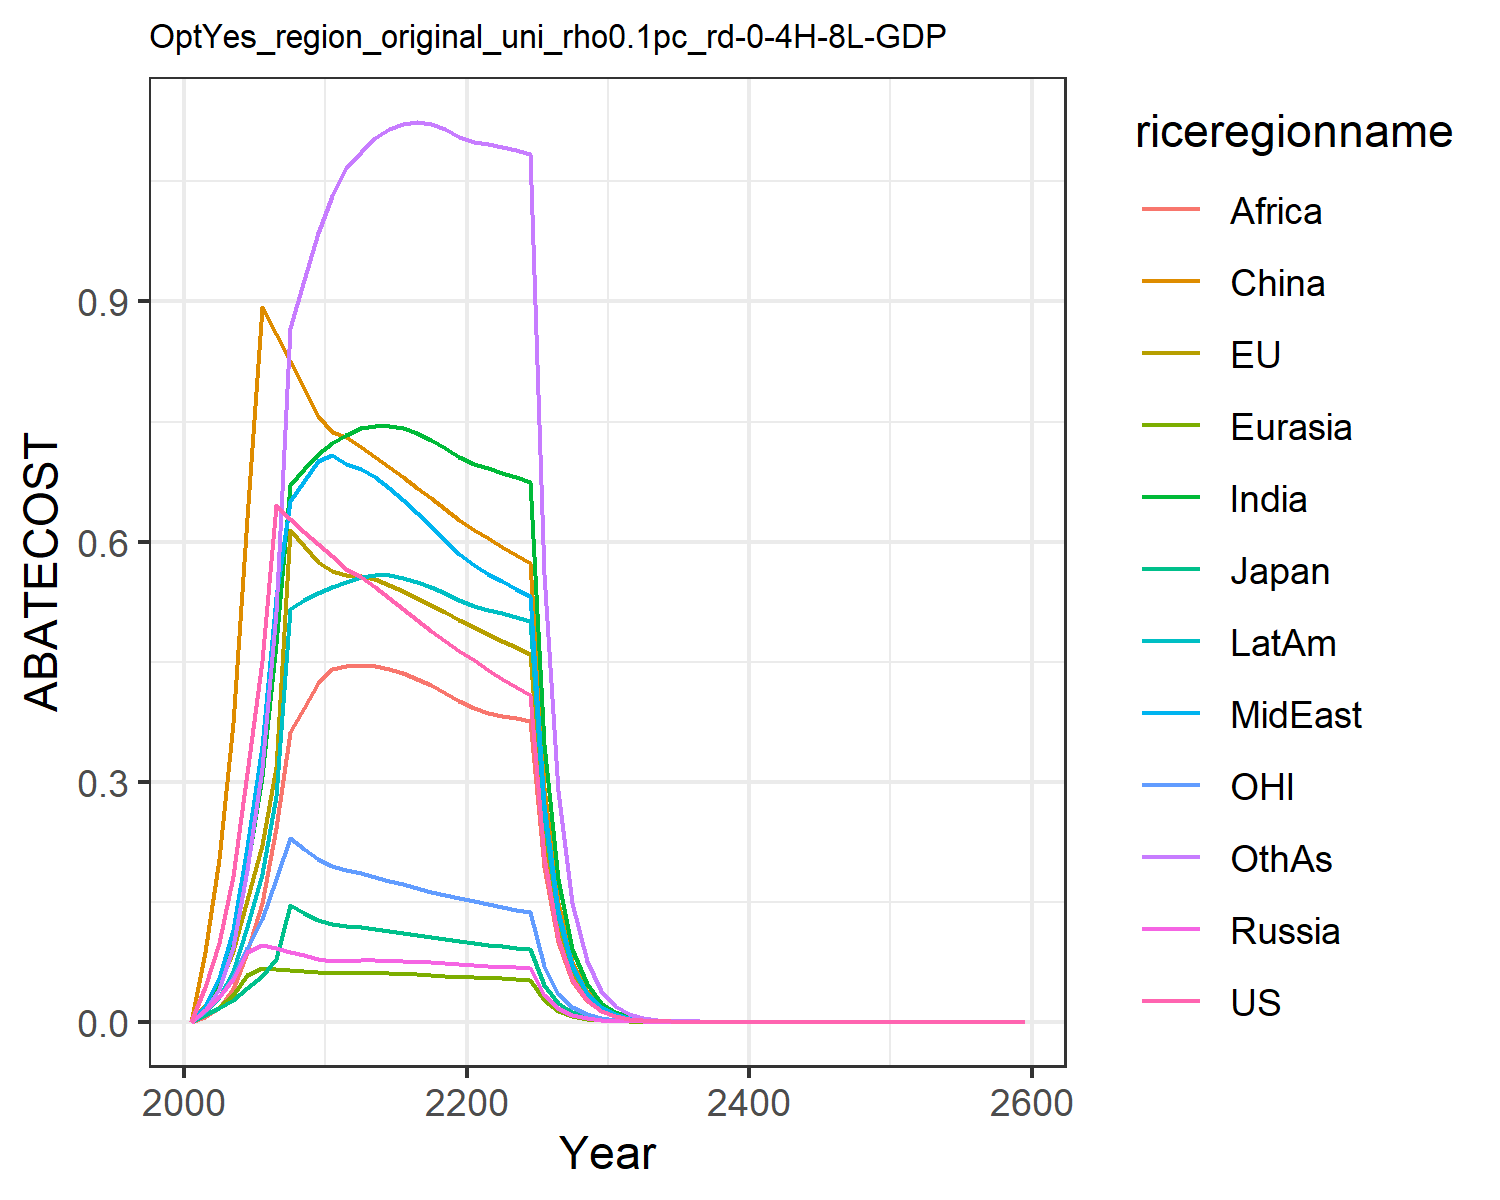 OptYes_region_original_uni_rho0.1pc_rd-0-4H-8L-GDP
ABATECOST
0.9
0.6
0.3
0.0
2000
2200
2400
2600
Year
riceregionname
Africa
China
EU
Eurasia
India
Japan
LatAm
MidEast
OHI
OthAs
Russia
US